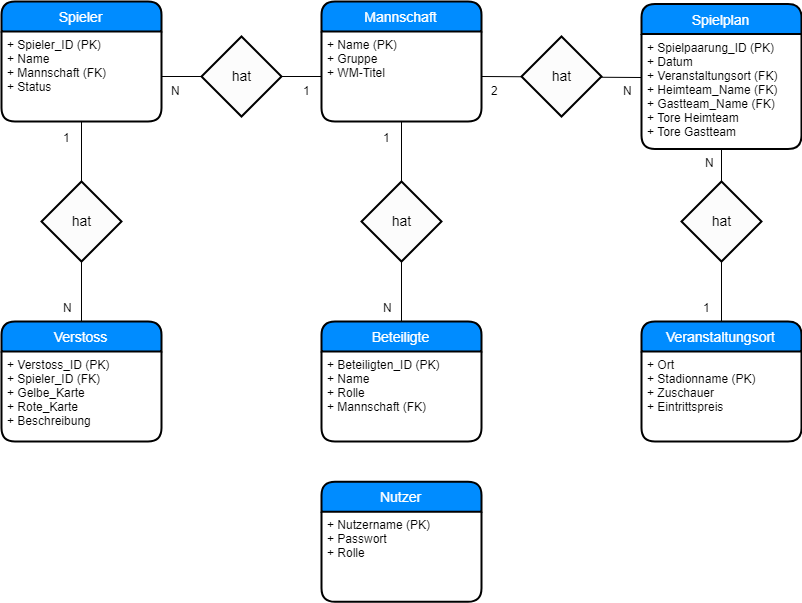 Spieler
+ Spieler_ID (PK)
+ Name
+ Mannschaft (FK)
+ Status
N
hat
1
Mannschaft
+ Name (PK)
+ Gruppe
+ WM-Titel
2
hat
N
Spielplan
+ Spielpaarung_ID (PK)
+ Datum
+ Veranstaltungsort (FK)
+ Heimteam_Name (FK)
+ Gastteam_Name (FK)
+ Tore Heimteam
+ Tore Gastteam
1
hat
N
1
hat
N
N
hat
1
Verstoss
+ Verstoss_ID (PK)
+ Spieler_ID (FK)
+ Gelbe_Karte
+ Rote_Karte
+ Beschreibung
Beteiligte
+ Beteiligten_ID (PK)
+ Name
+ Rolle
+ Mannschaft (FK)
Veranstaltungsort
+ Ort
+ Stadionname (PK)
+ Zuschauer
+ Eintrittspreis
Nutzer
+ Nutzername (PK)
+ Passwort
+ Rolle